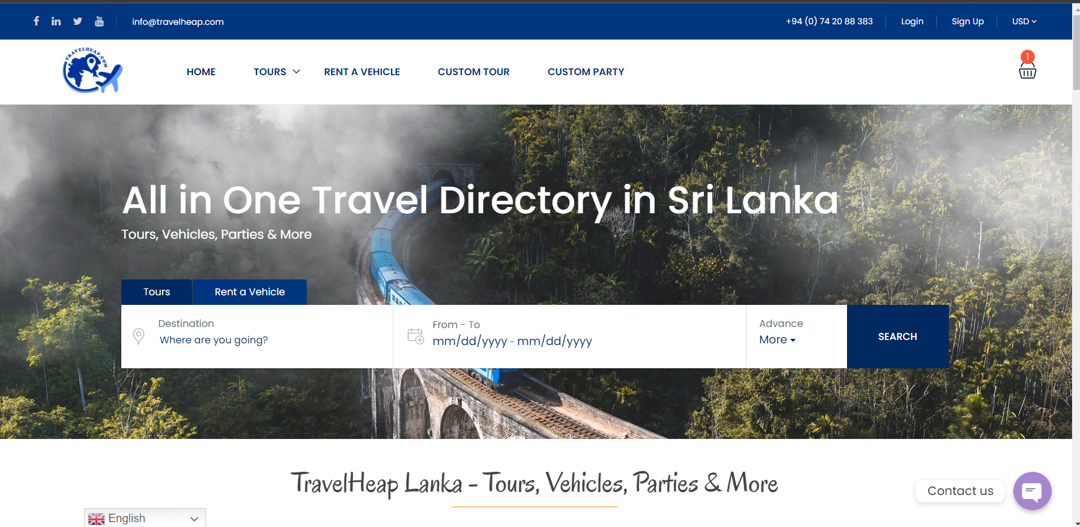 info@travelheap.com
+94 (0) 74 20 88 383
Login
Sign Up
USD
TRAVELHEAP.COM
HOME
TOURS
RENT A VEHICLE
CUSTOM TOUR
CUSTOM PARTY
1
All in One Travel Directory in Sri Lanka
Tours, Vehicles, Parties & More
Tours
Rent a Vehicle
Destination
Where are you going?
From - To
mm/dd/yyyy - mm/dd/yyyy
Advance
More
SEARCH
TravelHeap Lanka - Tours, Vehicles, Parties & More
Contact us
English